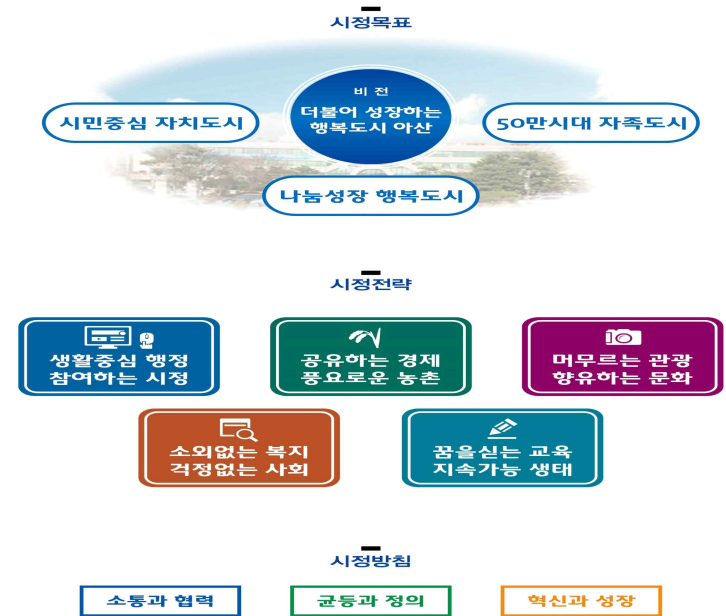 시정목표
비 전
더불어 성장하는
행복도시 아산
시민중심 자치도시
50만시대 자족도시
나눔성장 행복도시
시정전략
생활중심 행정
참여하는 시정
공유하는 경제
풍요로운 농촌
머무르는 관광
향유하는 문화
소외없는 복지
걱정없는 사회
꿈을싣는 교육
지속가능 생태
시정방침
소통과 협력
균등과 정의
혁신과 성장